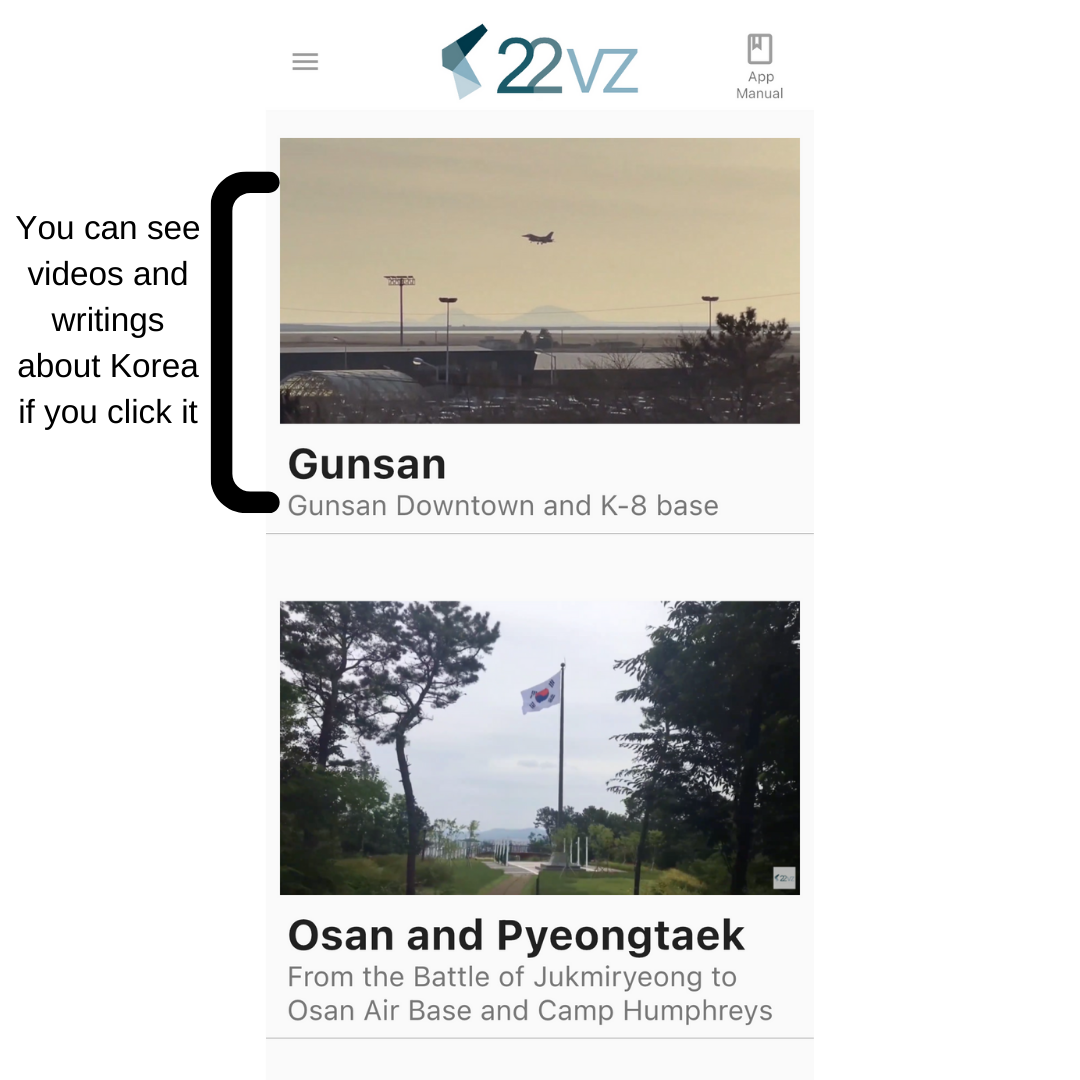 22VZ
App
Manual
You can see
videos and
writings
about Korea
if you click it
Gunsan
Gunsan Downtown and K-8 base
22VZ
Osan and Pyeongtaek
From the Battle of Jukmiryeong to
Osan Air Base and Camp Humphreys